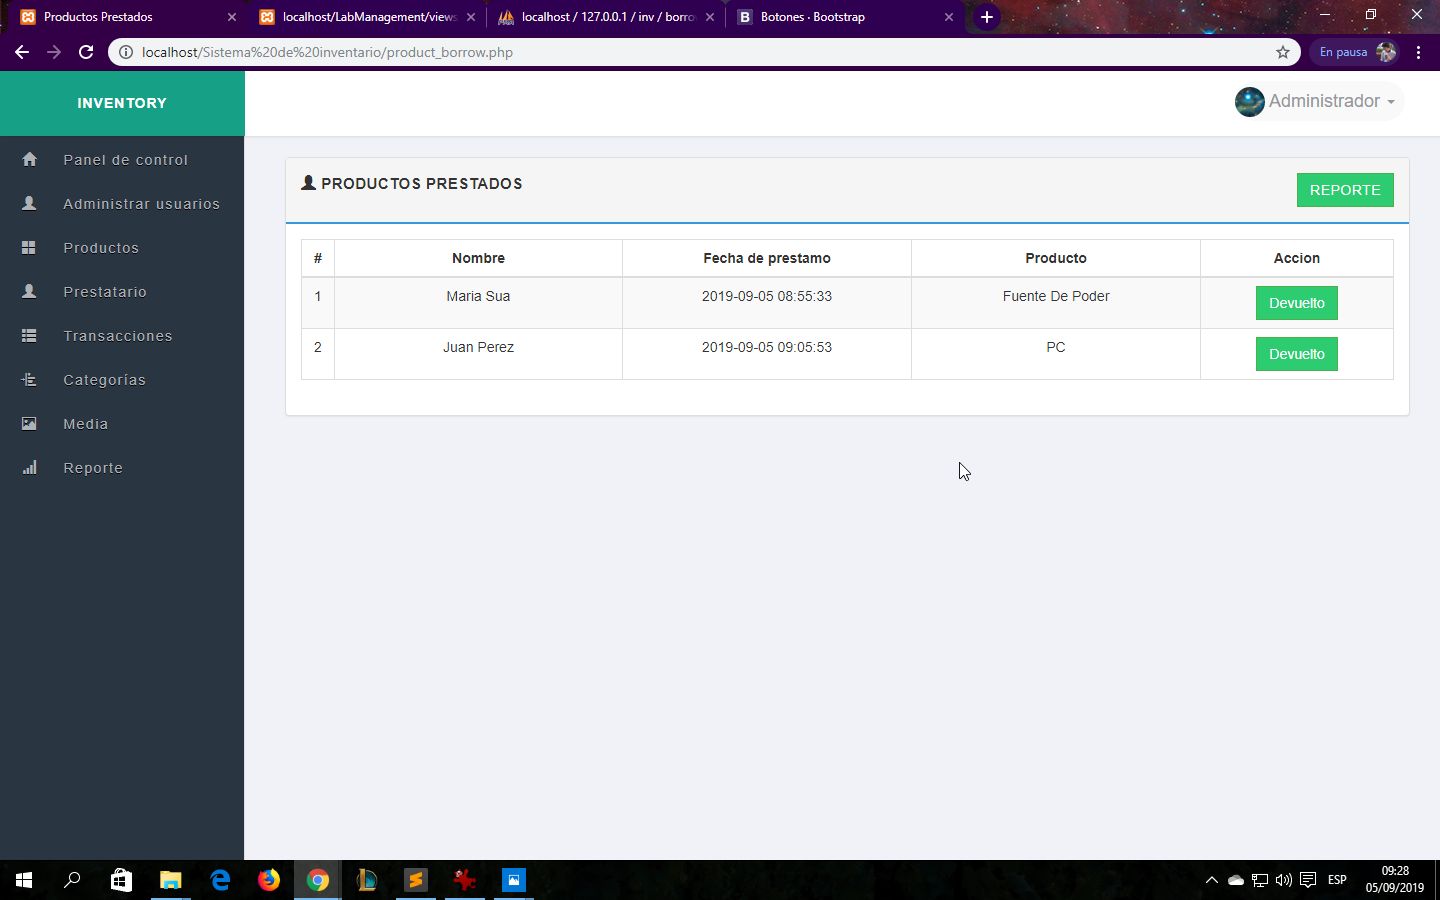 Productos Prestados
localhost/LabManagement/views
localhost / 127.0.0.1 / inv / borro
B Botones · Bootstrap
localhost/Sistema%20de%20inventario/product_borrow.php
En pausa
INVENTORY
Administrador
Panel de control
Administrar usuarios
Productos
Prestatario
Transacciones
Categorías
Media
Reporte
PRODUCTOS PRESTADOS
REPORTE
# Nombre Fecha de prestamo Producto Accion
1 Maria Sua 2019-09-05 08:55:33 Fuente De Poder Devuelto
2 Juan Perez 2019-09-05 09:05:53 PC Devuelto
ESP
09:28
05/09/2019